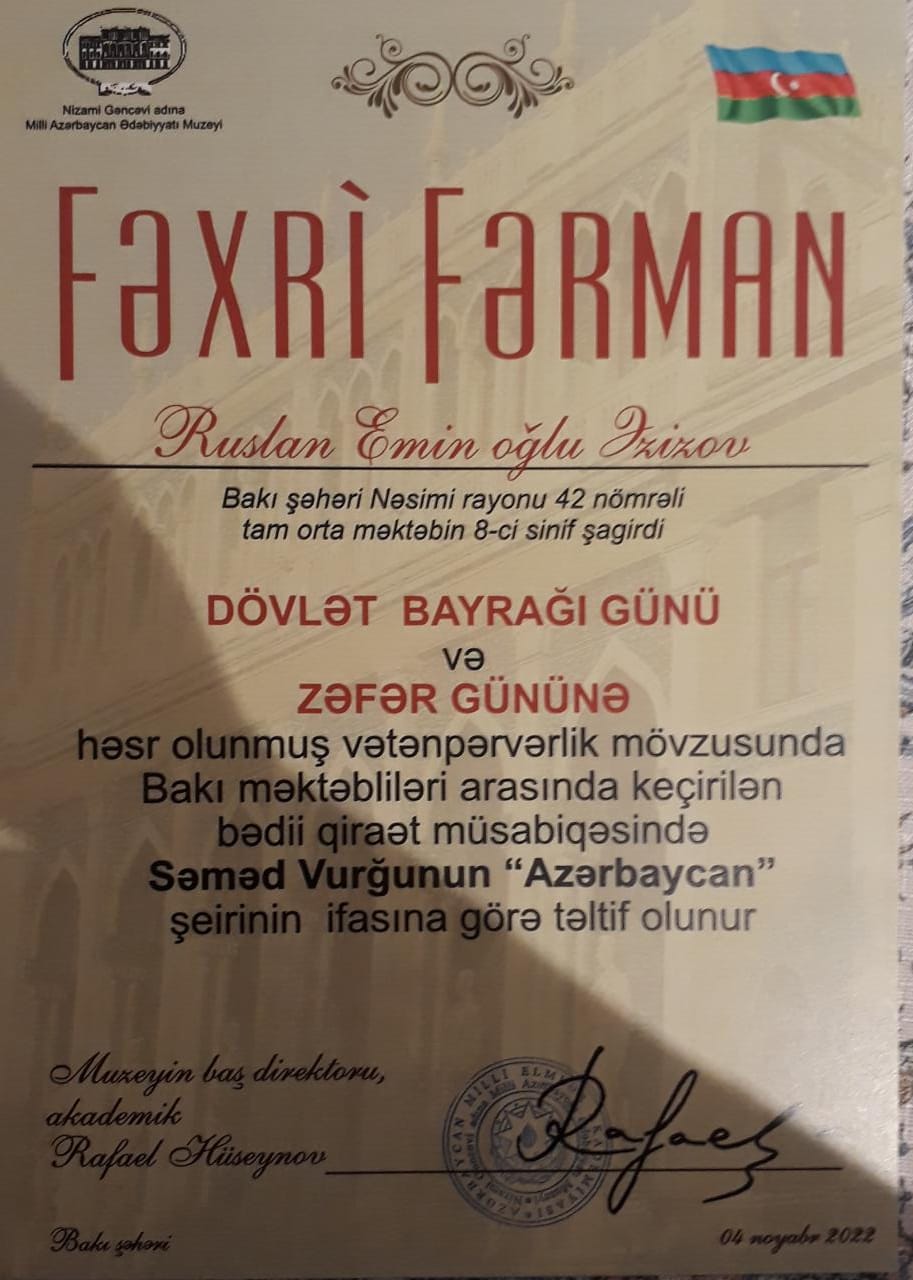 Nizami Gəncəvi adına
Milli Azərbaycan Ədəbiyyatı Muzeyi
FƏXRİ FƏRMAN
Ruslan Emin oğlu Əzizov
Bakı şəhəri Nəsimi rayonu 42 nömrəli
tam orta məktəbin 8-ci sinif şagirdi
DÖVLƏT BAYRAĞI GÜNÜ
və
ZƏFƏR GÜNÜNƏ
həsr olunmuş vətənpərvərlik mövzusunda
Bakı məktəbliləri arasında keçirilən
bədii qiraət müsabiqəsində
Səməd Vurğunun “Azərbaycan”
şeirinin ifasına görə təltif olunur
Muzeyin baş direktoru,
akademik
Rafael Hüseynov
Rafael
Bakı şəhəri
04 noyabr 2022